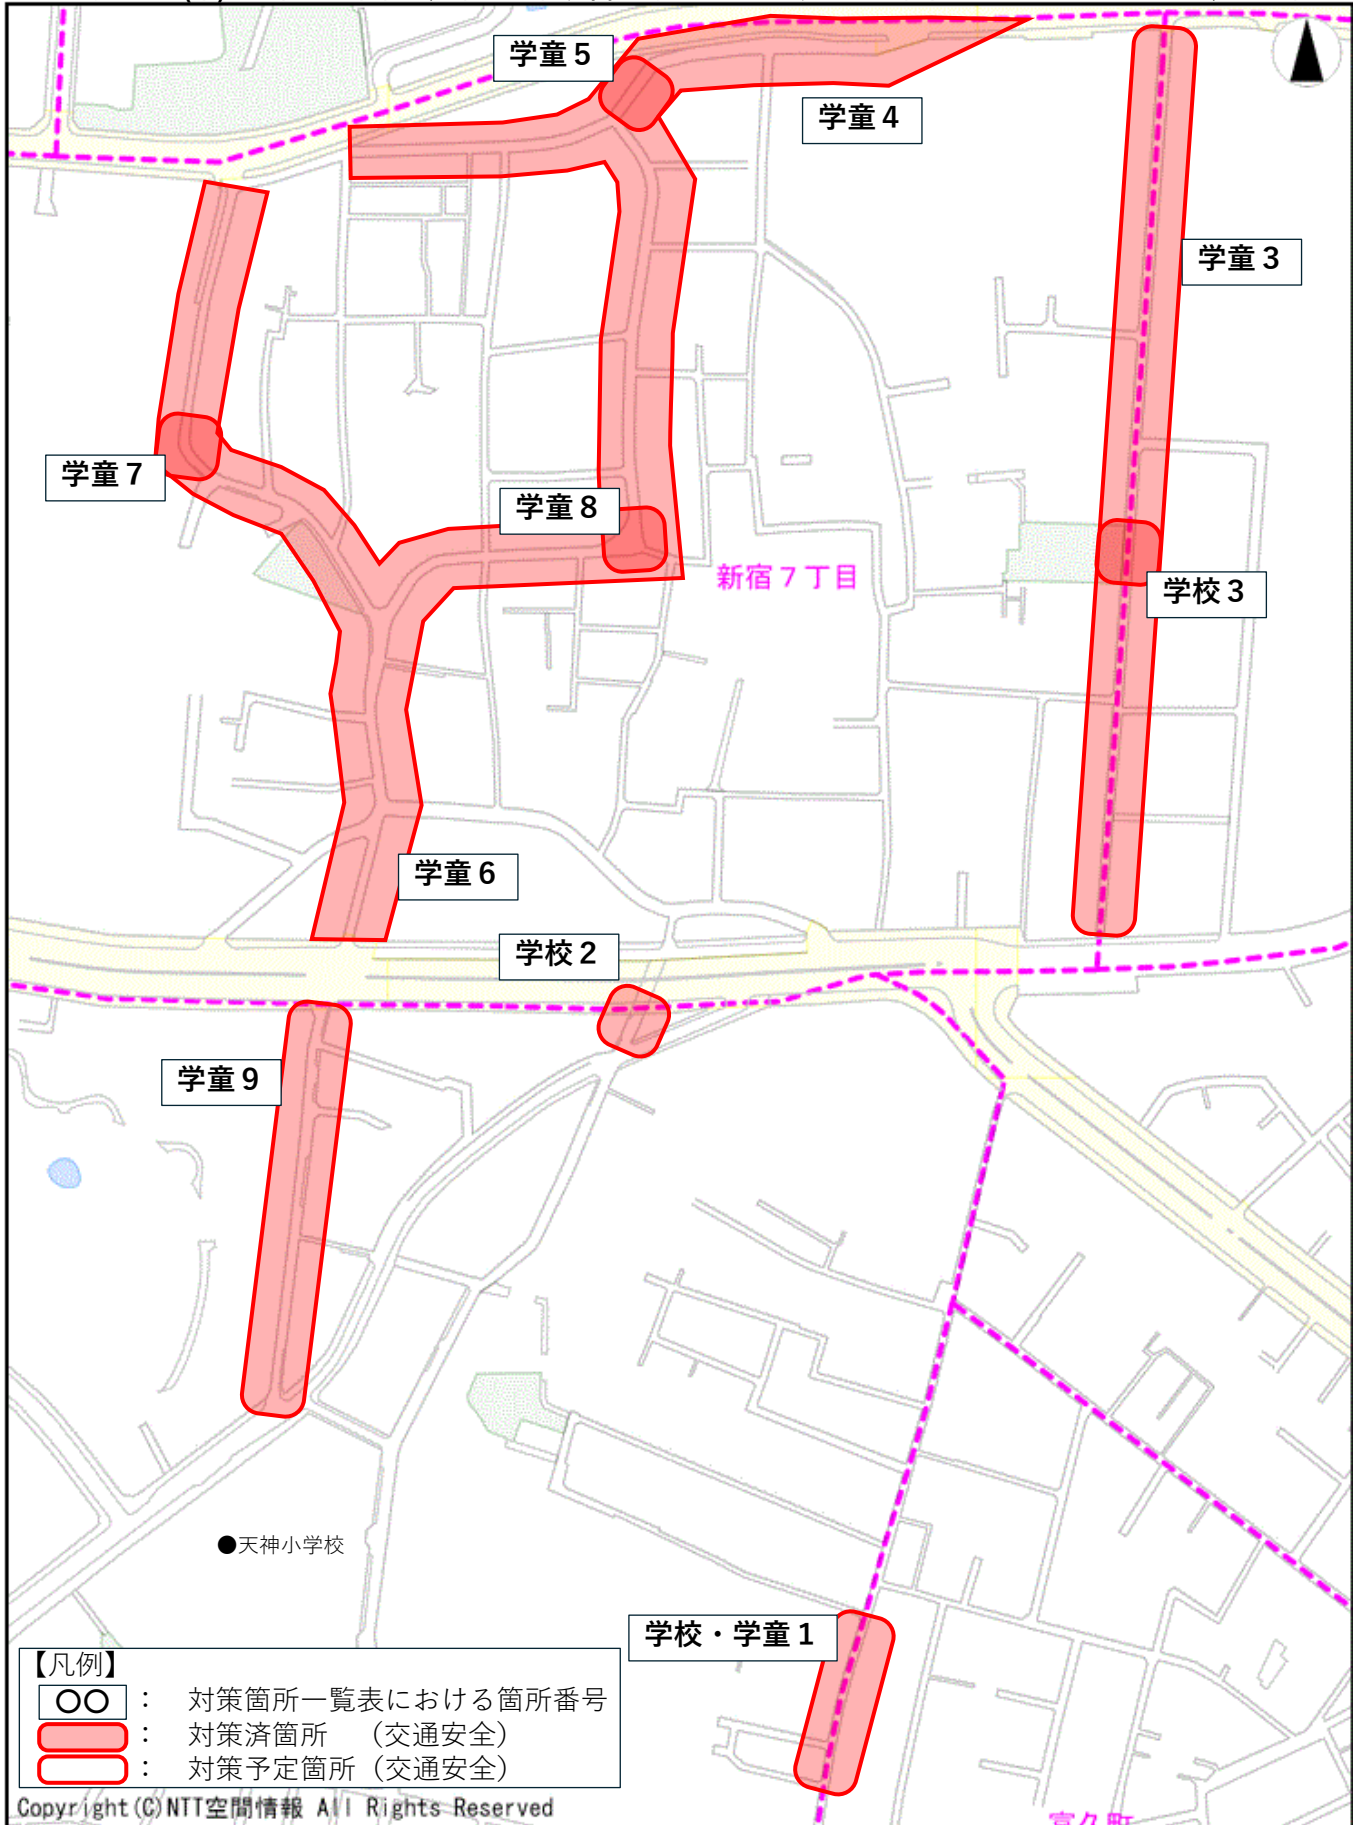 学童５
学童４
学童３
学童７
学童８
新宿７丁目
学校３
学童６
学校２
学童９
●天神小学校
学校・学童１
【凡例】
○○ ： 対策箇所一覧表における箇所番号
： 対策済箇所 （交通安全）
： 対策予定箇所（交通安全）
Copyright(C)NTT空間情報 All Rights Reserved